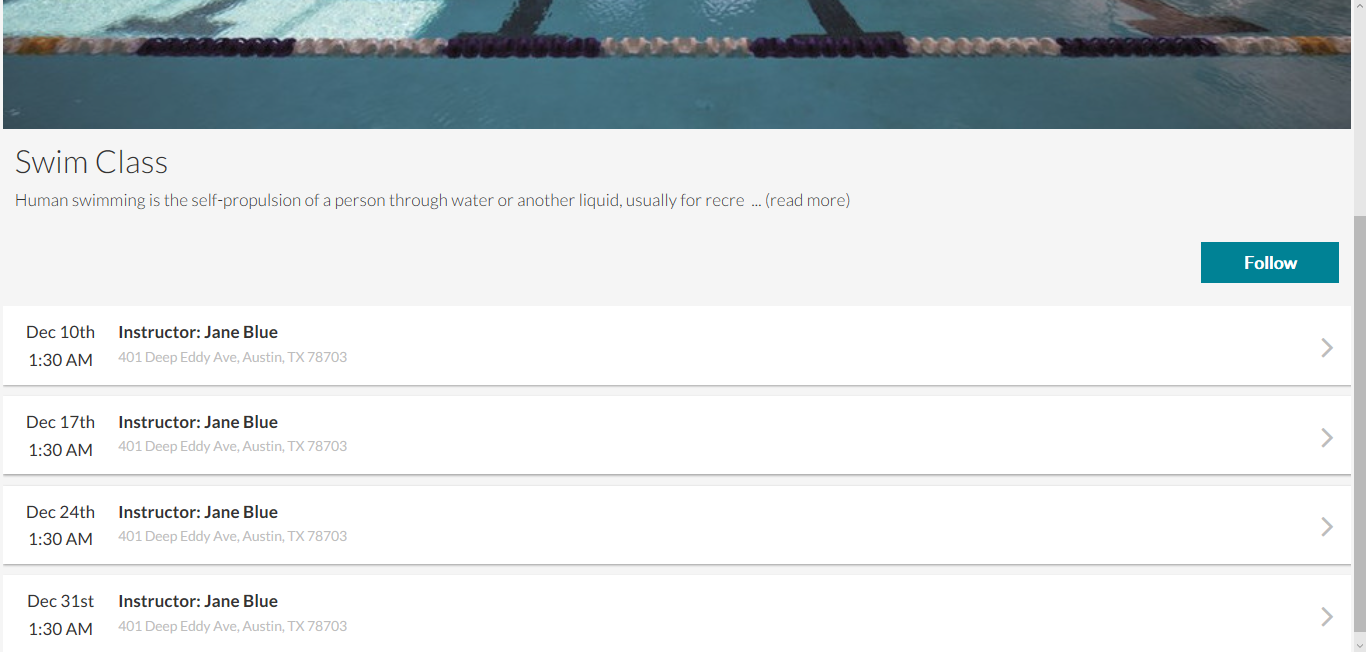 Swim Class
Human swimming is the self-propulsion of a person through water or another liquid, usually for recre ... (read more)
Follow
Dec 10th
1:30 AM
Instructor: Jane Blue
401 Deep Eddy Ave, Austin, TX 78703
Dec 17th
1:30 AM
Instructor: Jane Blue
401 Deep Eddy Ave, Austin, TX 78703
Dec 24th
1:30 AM
Instructor: Jane Blue
401 Deep Eddy Ave, Austin, TX 78703
Dec 31st
1:30 AM
Instructor: Jane Blue
401 Deep Eddy Ave, Austin, TX 78703